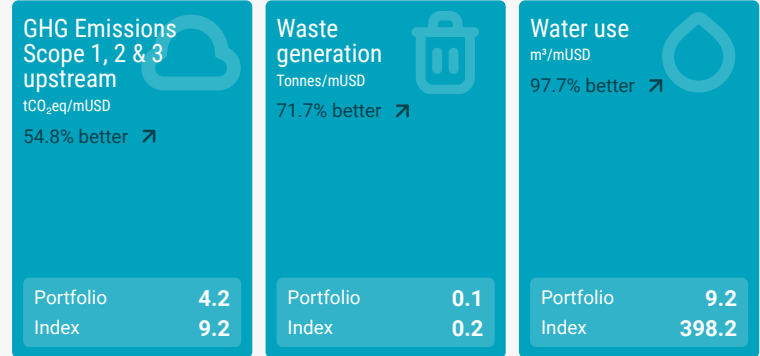 GHG Emissions
Scope 1, 2 & 3
upstream
tCO₂eq/mUSD
54.8% better
Portfolio 4.2
Index 9.2
Waste
generation
Tonnes/mUSD
71.7% better
Portfolio 0.1
Index 0.2
Water use
m³/mUSD
97.7% better
Portfolio 9.2
Index 398.2